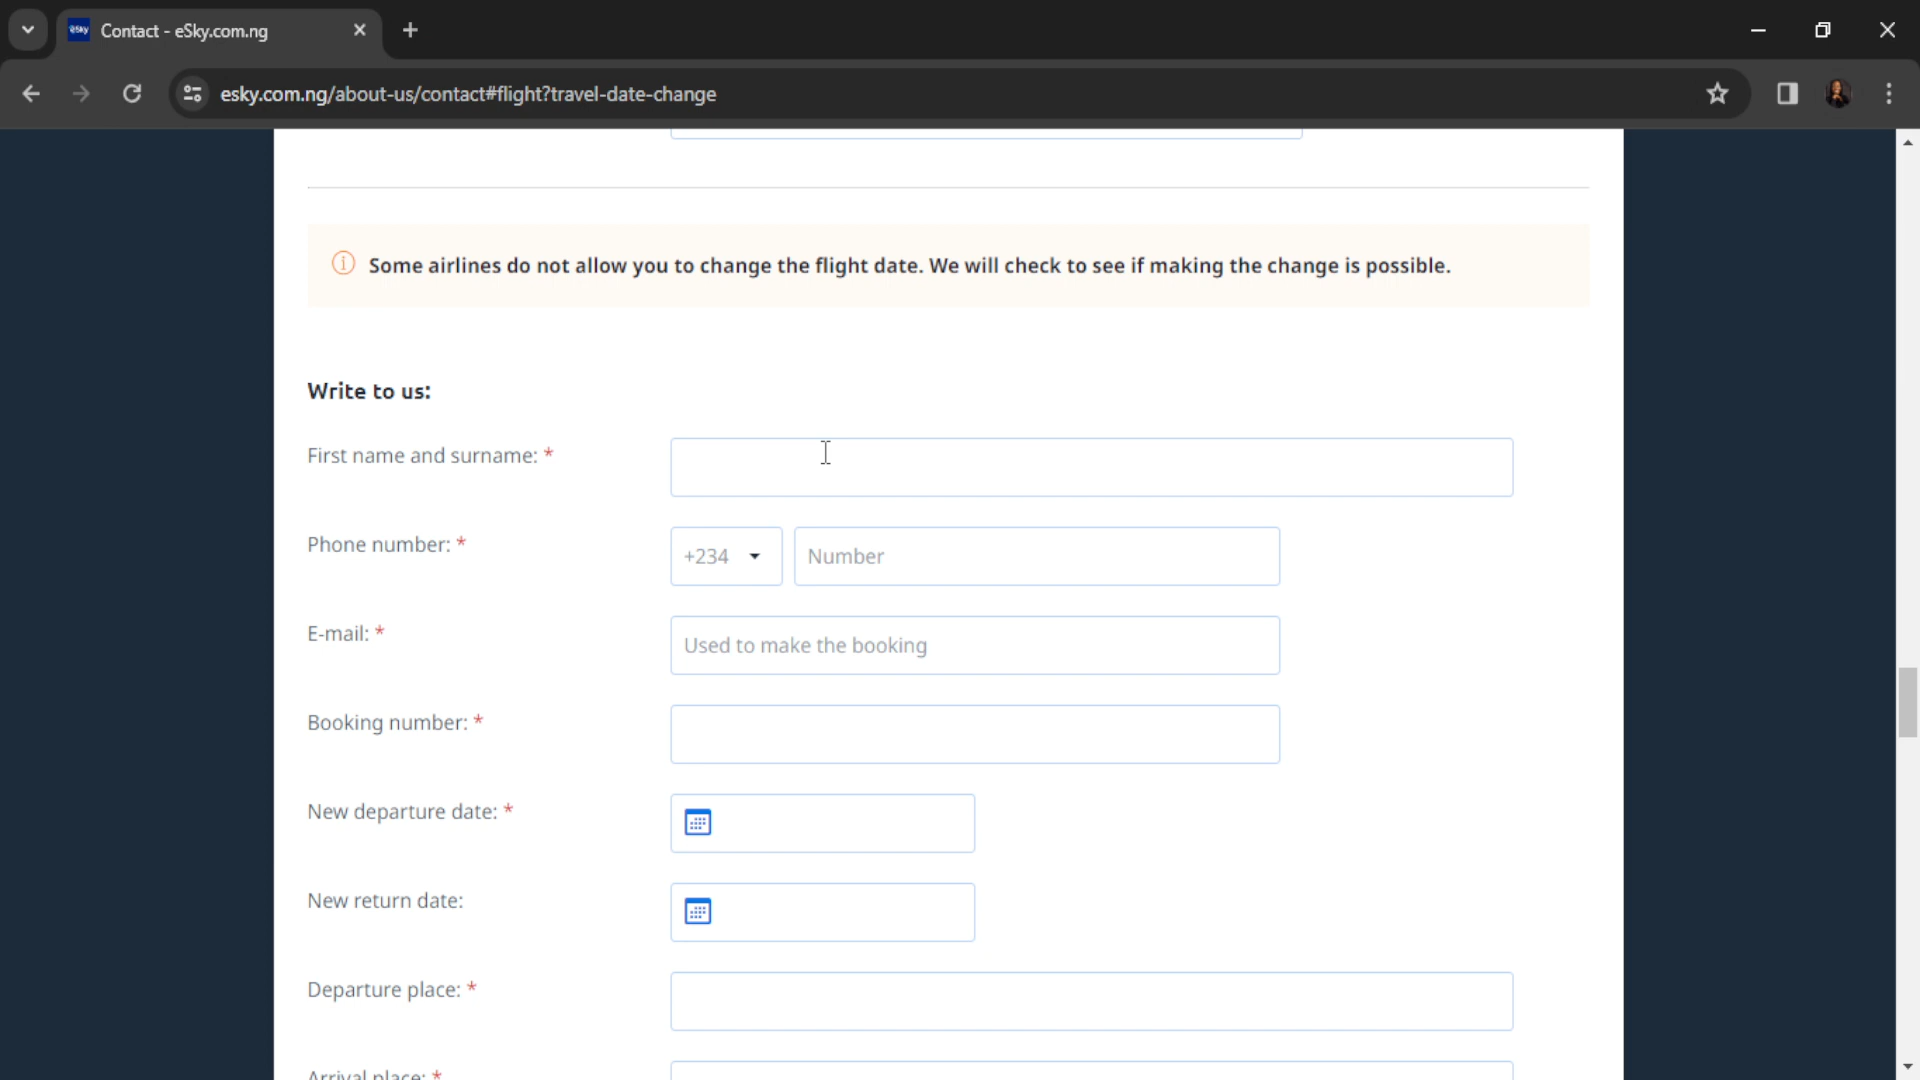 eSky
Contact - eSky.com.ng
esky.com.ng/about-us/contact#flight?travel-date-change
Some airlines do not allow you to change the flight date. We will check to see if making the change is possible.
Write to us:
First name and surname: *
Phone number: *
+234
Number
E-mail: *
Used to make the booking
Booking number: *
New departure date: *
New return date:
Departure place: *
Arrival place: *